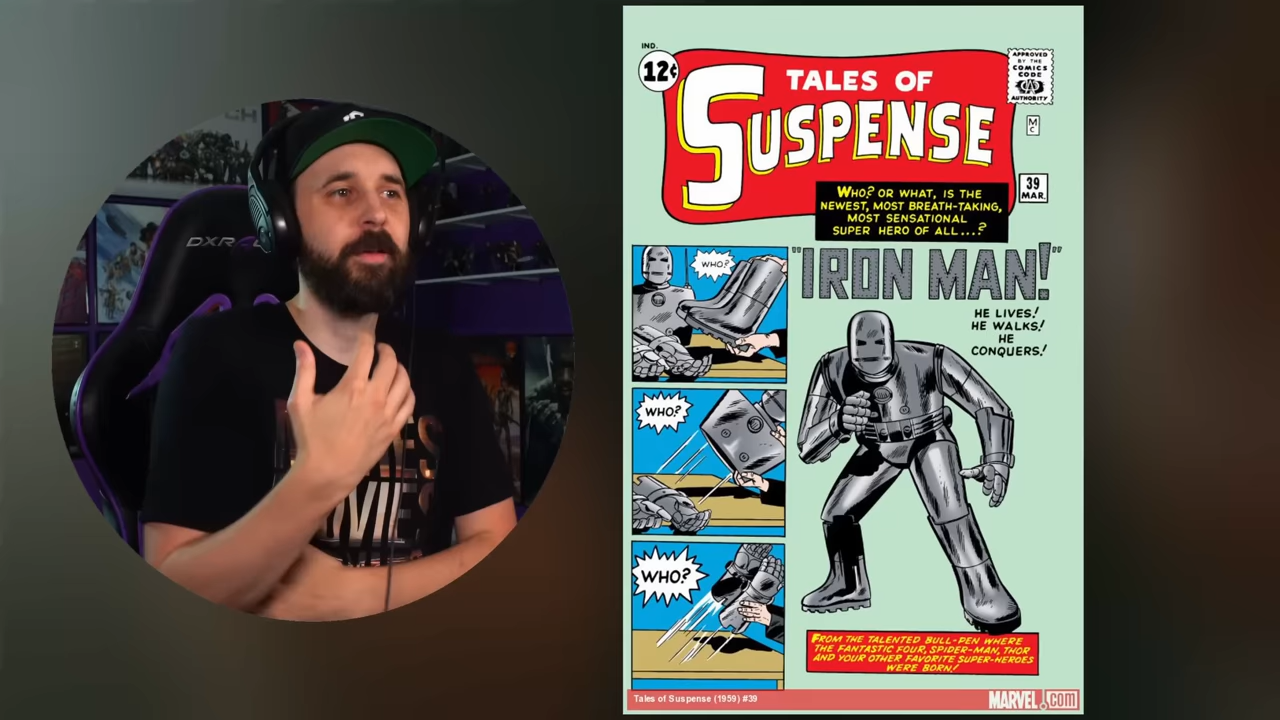 DXR
IND.
12¢
TALES OF
SUSPENSE
APPROVED
BY THE
COMICS
CODE
AUTHORITY
M
C
39
MAR.
WHO? OR WHAT, IS THE
NEWEST, MOST BREATH-TAKING,
MOST SENSATIONAL
SUPER HERO OF ALL...?
"IRON MAN!"
HE LIVES!
HE WALKS!
HE
CONQUERS!
WHO?
WHO?
WHO?
FROM THE TALENTED BULL-PEN WHERE
THE FANTASTIC FOUR, SPIDER-MAN, THOR
AND YOUR OTHER FAVORITE SUPER-HEROES
WERE BORN!
Tales of Suspense (1959) #39
MARVEL.com